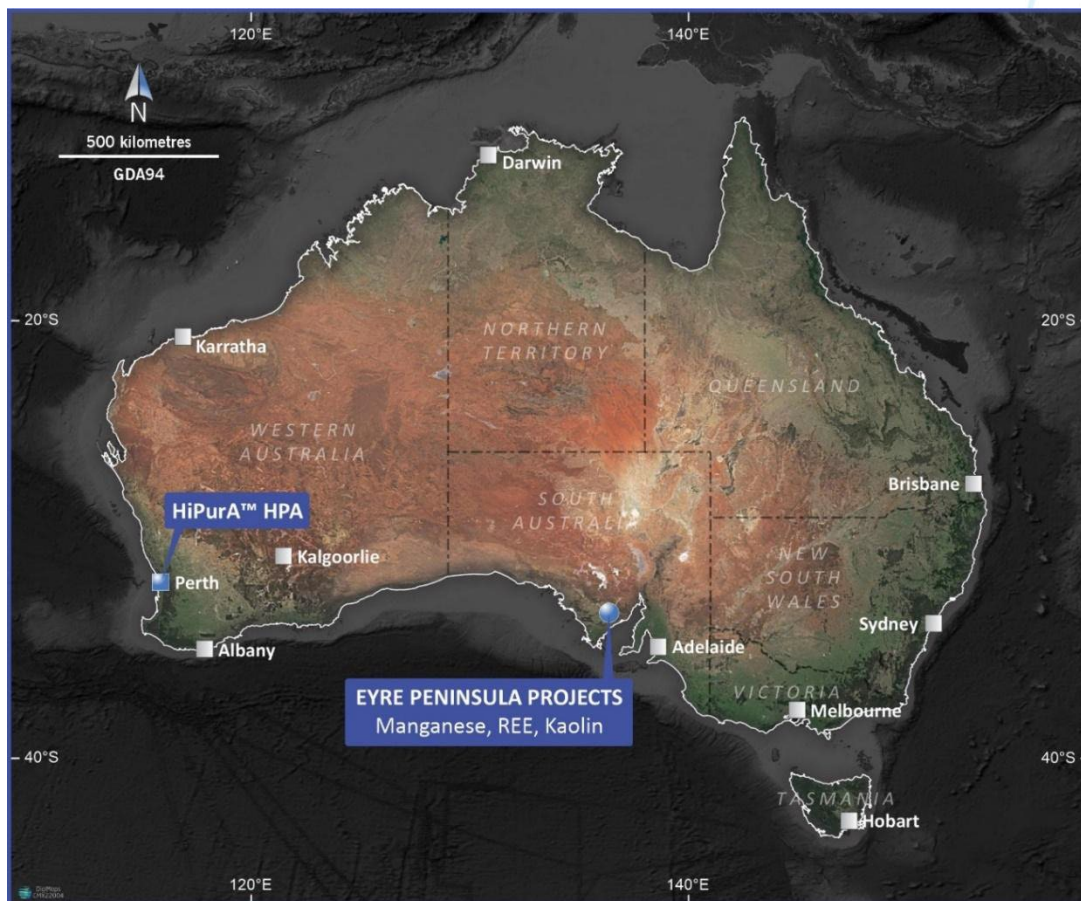 120°E
140°E
N
500 kilometres
GDA94
Darwin
20°S
20°S
Karratha
NORTHERN
TERRITORY
QUEENSLAND
WESTERN
AUSTRALIA
Brisbane
HiPurA™ HPA
SOUTH
AUSTRALIA
Kalgoorlie
NEW
SOUTH
WALES
Perth
Sydney
Albany
Adelaide
EYRE PENINSULA PROJECTS
Manganese, REE, Kaolin
VICTORIA
Melbourne
40°S
40°S
TASMANIA
Hobart
120°E
140°E